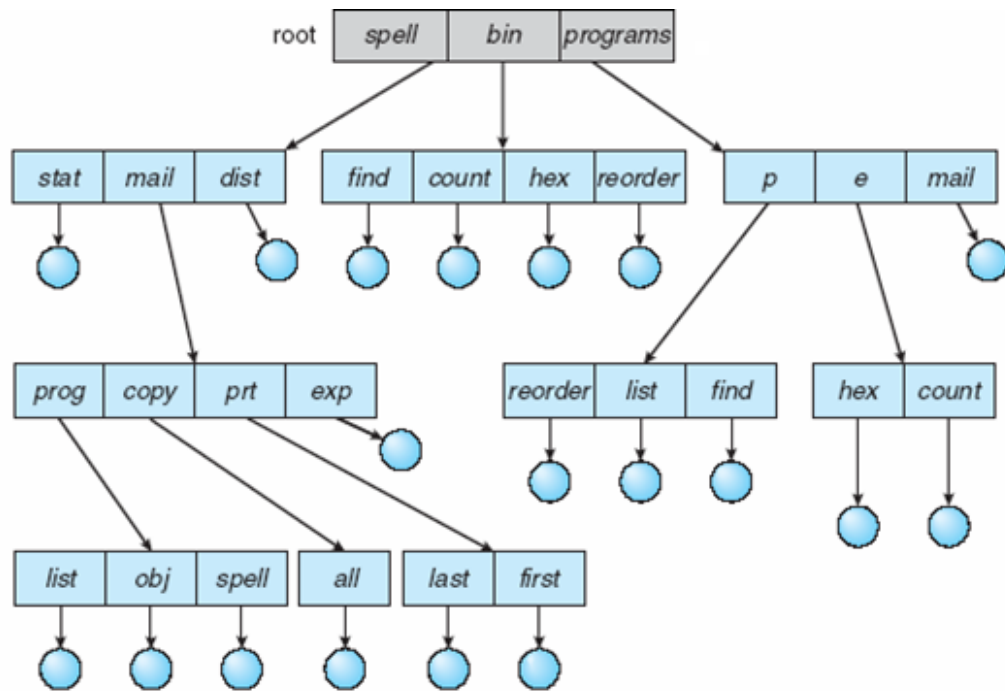 root spell bin programs
stat mail dist find count hex reorder p e mail
prog copy prt exp reorder list find hex count
list obj spell all last first